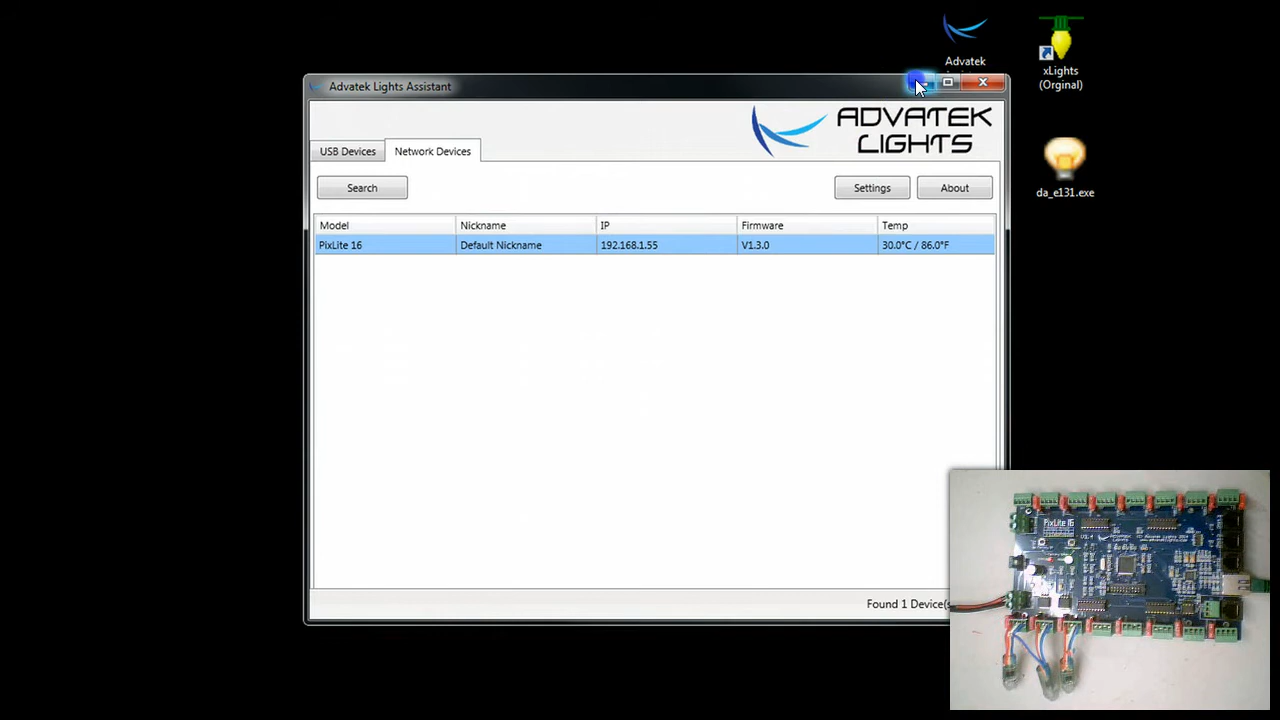 Advatek
xLights
(Orginal)
da_e131.exe
Advatek Lights Assistant
ADVATEK
LIGHTS
USB Devices
Network Devices
Search
Settings
About
Model
Nickname
IP
Firmware
Temp
PixLite 16
Default Nickname
192.168.1.55
V1.3.0
30.0°C / 86.0°F
Found 1 Device(s
PixLite 16